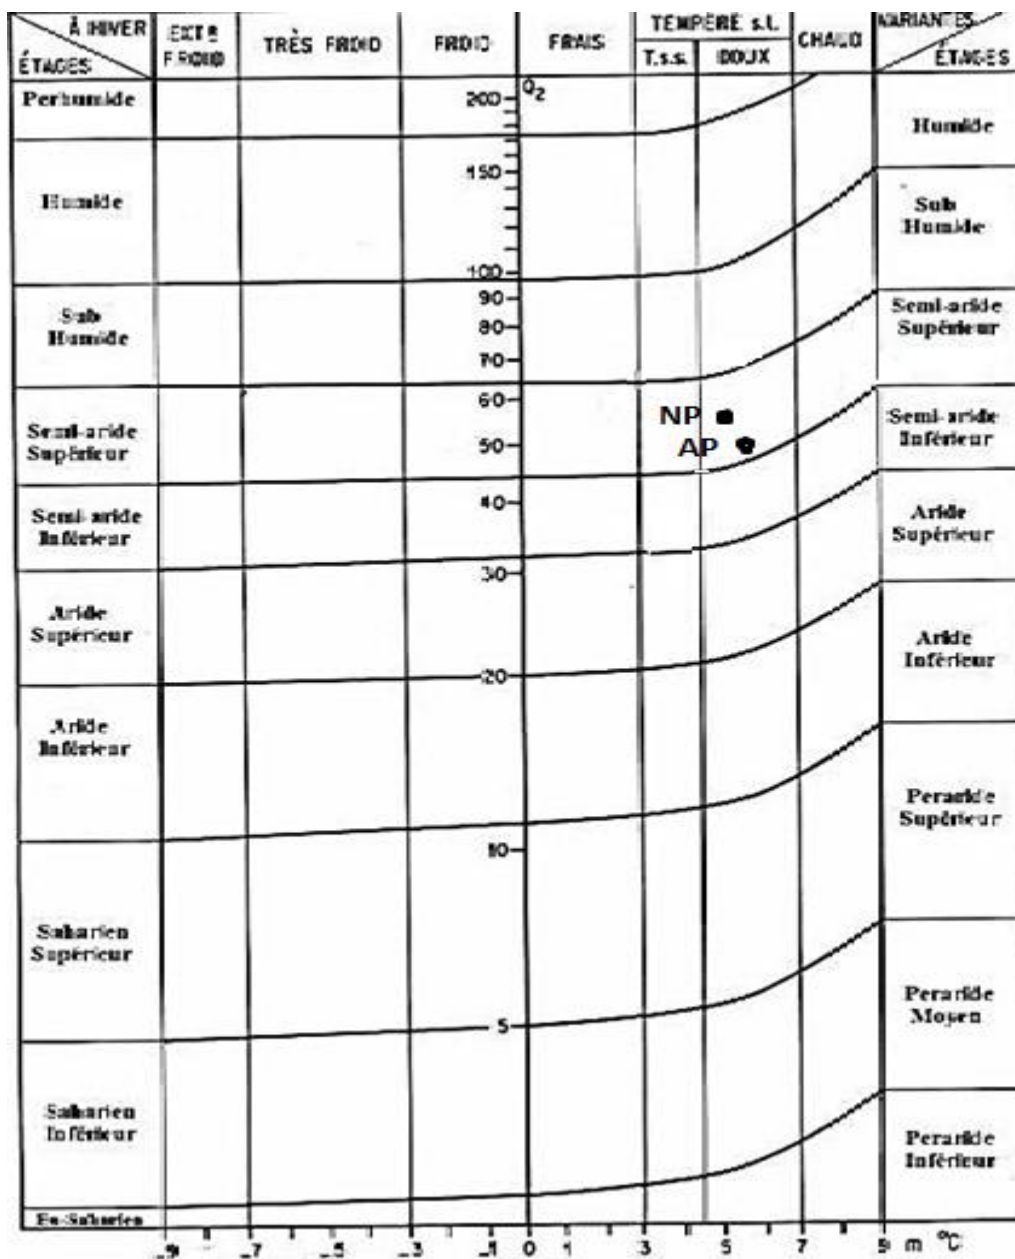 À HIVER
ÉTAGES
EXTR
FROID
TRÈS FROID
FROID
FRAIS
TEMPÉRÉ s.l.
T.s.s.
DOUX
CHAUD
VARIANTES
ÉTAGES
Perhumide
Humide
Sub
Humide
Semi-aride
Supérieur
Semi-aride
Inférieur
Aride
Supérieur
Aride
Inférieur
Saharien
Supérieur
Saharien
Inférieur
200
Q2
150
100
90
80
70
60
50
40
30
20
10
5
NP
AP
Humide
Sub
Humide
Semi-aride
Supérieur
Semi-aride
Inférieur
Aride
Supérieur
Aride
Inférieur
Peraride
Supérieur
Peraride
Moyen
Peraride
Inférieur
-9 -7 -5 -3 -1 0 1 3 5 7 9 m °C